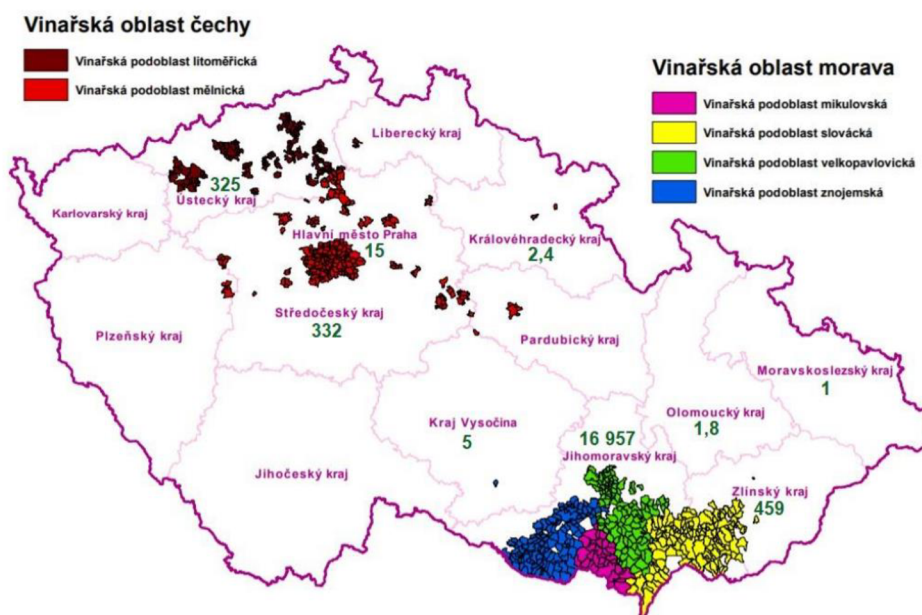 Vinařská oblast čechy
Vinařská podoblast litoměřická
Vinařská podoblast mělnická
Vinařská oblast morava
Vinařská podoblast mikulovská
Vinařská podoblast slovácká
Vinařská podoblast velkopavlovická
Vinařská podoblast znojemská
Liberecký kraj
325
Ústecký kraj
Karlovarský kraj
Hlavní město Praha
15
Královéhradecký kraj
2,4
Středočeský kraj
332
Plzeňský kraj
Pardubický kraj
Moravskoslezský kraj
1
Olomoucký kraj
1,8
Kraj Vysočina
5
16 957
Jihomoravský kraj
Jihočeský kraj
Zlínský kraj
459